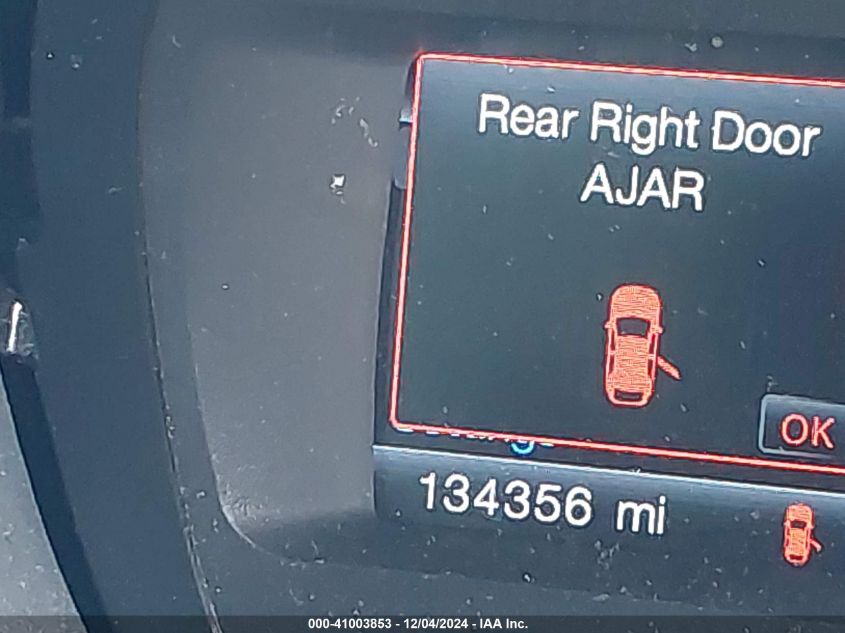 Rear Right Door
AJAR
OK
134356 mi
000-41003853 - 12/04/2024 - IAA Inc.